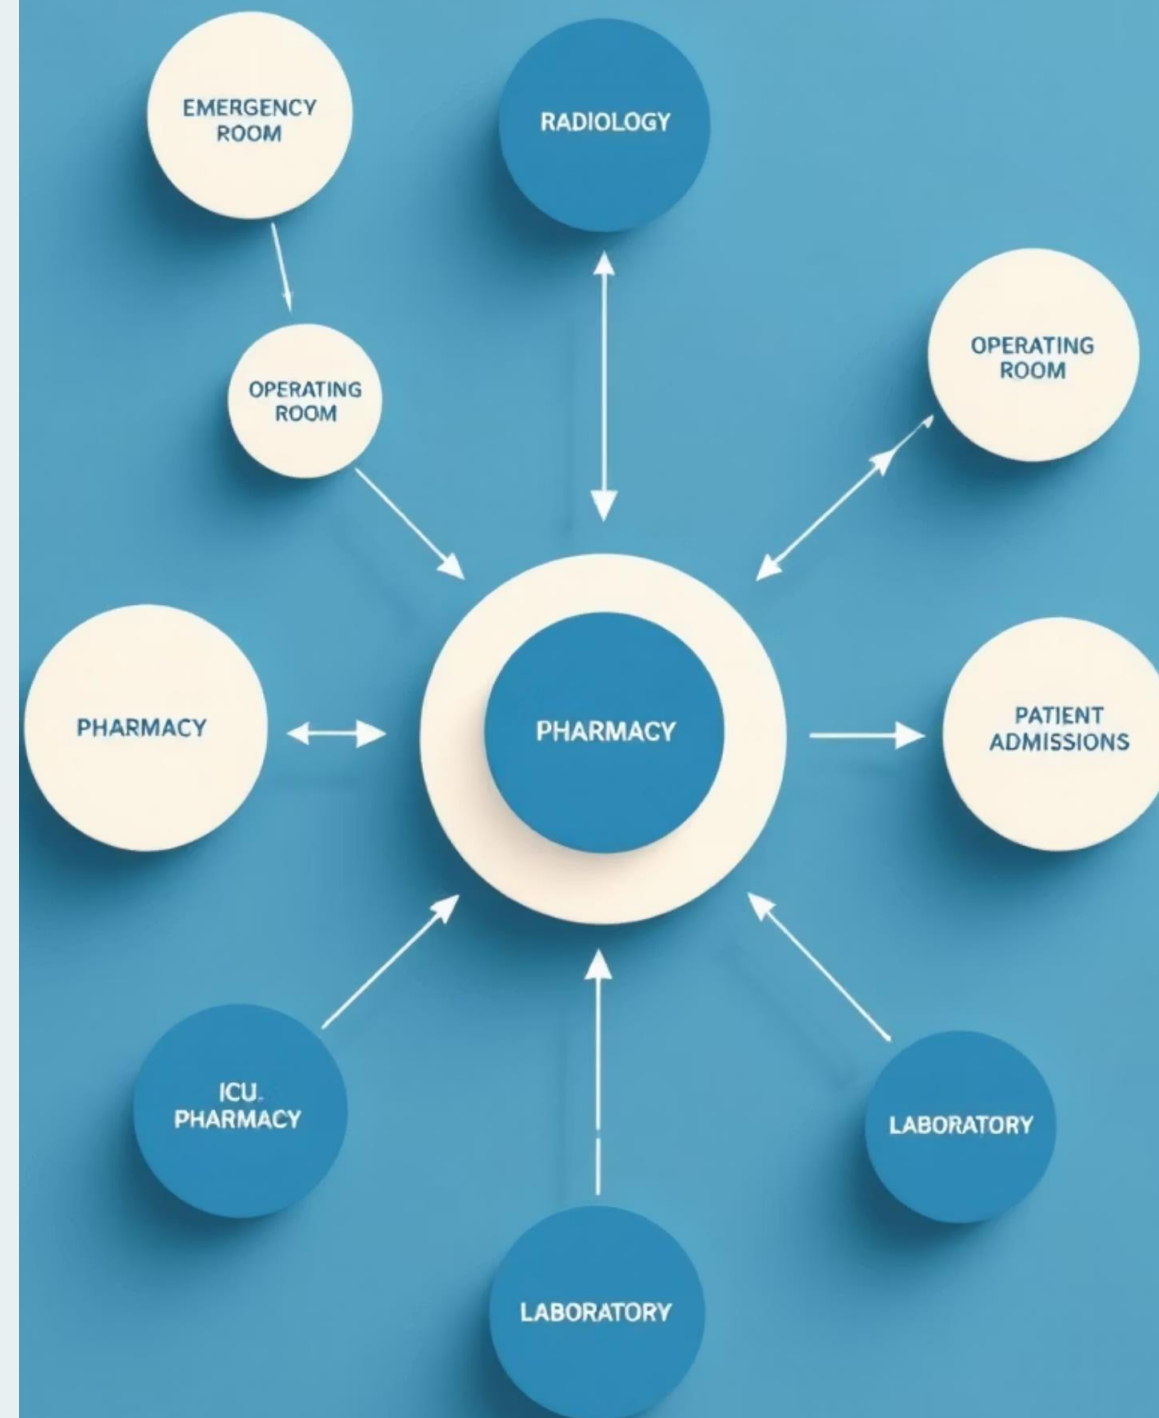 EMERGENCY
ROOM
RADIOLOGY
OPERATING
ROOM
OPERATING
ROOM
PHARMACY
PHARMACY
PATIENT
ADMISSIONS
ICU.
PHARMACY
LABORATORY
LABORATORY